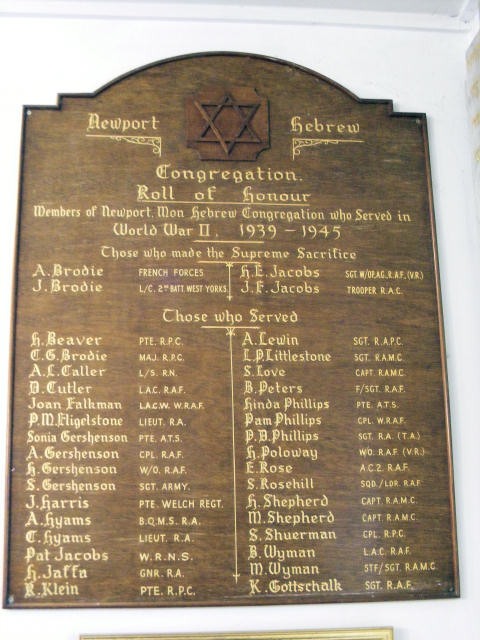 Newport Hebrew
Congregation.
Roll of Honour
Members of Newport, Mon Hebrew Congregation who Served in
World War II, 1939 – 1945
Those who made the Supreme Sacrifice
A. Brodie FRENCH FORCES
J. Brodie L/C. 2ND BATT. WEST YORKS.
H. E. Jacobs SGT. W/OP. A.G., R.A.F. (V.R.)
J. F. Jacobs TROOPER R.A.C.
Those who Served
H. Beaver PTE. R.P.C.
C. G. Brodie MAJ. R.P.C.
A. L. Caller L/S. R.N.
D. Cutler L.A.C. R.A.F.
Joan Falkman L.A.C.W. W.R.A.F.
P. M. Fligelstone LIEUT. R.A.
Sonia Gershenson PTE. A.T.S.
A. Gershenson CPL. R.A.F.
H. Gershenson W/O. R.A.F.
S. Gershenson SGT. ARMY.
J. Harris PTE. WELCH REGT.
A. Hyams B.Q.M.S. R.A.
C. Hyams LIEUT. R.A.
Pat Jacobs W.R.N.S.
H. Jaffa GNR. R.A.
R. Klein PTE. R.P.C.
A. Lewin SGT. R.A.P.C.
L. P. Littlestone SGT. R.A.M.C.
S. Love CAPT. R.A.M.C.
B. Peters F/SGT. R.A.F.
Hinda Phillips PTE. A.T.S.
Pam Phillips CPL. W.R.A.F.
P. D. Phillips SGT. R.A. (T.A.)
H. Poloway W/O. R.A.F. (V.R.)
E. Rose A.C.2. R.A.F.
S. Rosehill SQD./LDR. R.A.F.
H. Shepherd CAPT. R.A.M.C.
M. Shepherd CAPT. R.A.M.C.
S. Shuerman CPL. R.P.C.
B. Wyman L.A.C. R.A.F.
M. Wyman STF/SGT. R.A.M.C.
K. Gottschalk SGT. R.A.F.